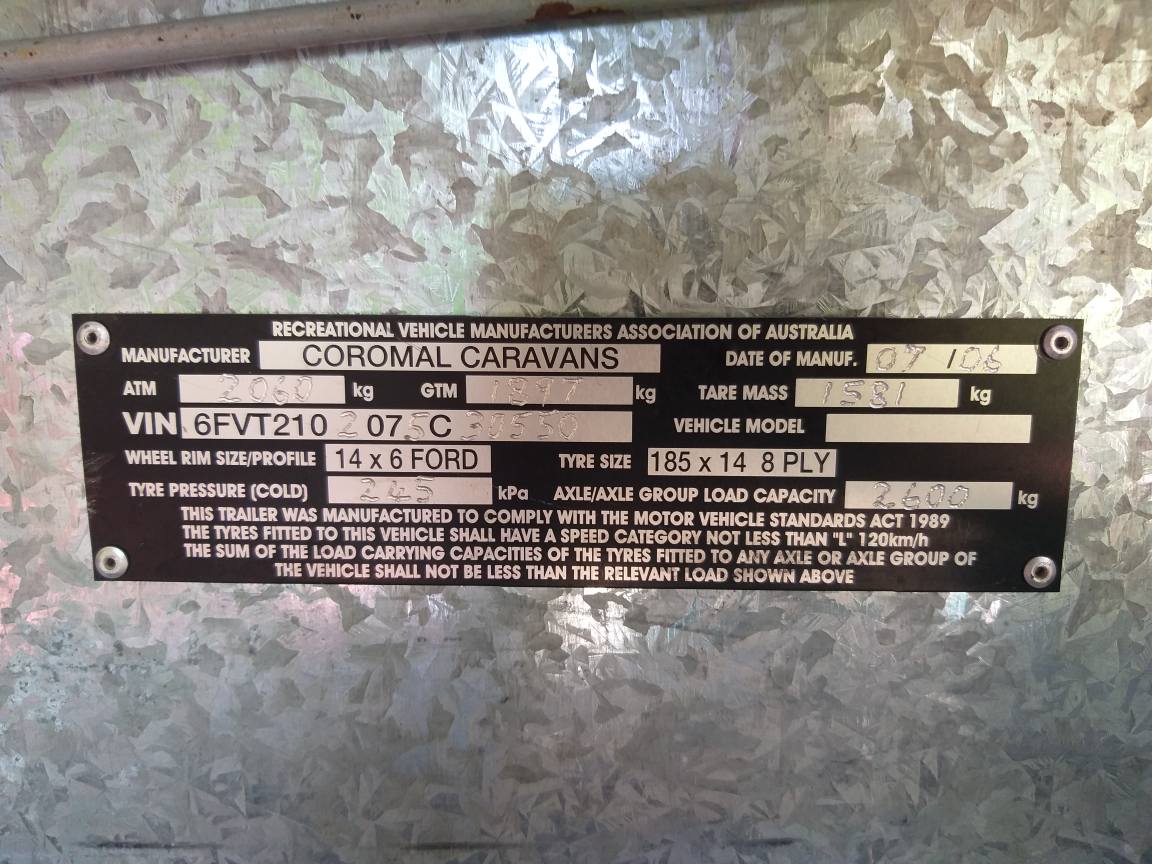 RECREATIONAL VEHICLE MANUFACTURERS ASSOCIATION OF AUSTRALIA
MANUFACTURER COROMAL CARAVANS DATE OF MANUF. 07 /06
ATM 2060 kg GTM 1897 kg TARE MASS 1581 kg
VIN 6FVT210 2 07 5 C 30550 VEHICLE MODEL
WHEEL RIM SIZE/PROFILE 14 x 6 FORD TYRE SIZE 185 x 14 8 PLY
TYRE PRESSURE (COLD) 245 kPa AXLE/AXLE GROUP LOAD CAPACITY 2600 kg
THIS TRAILER WAS MANUFACTURED TO COMPLY WITH THE MOTOR VEHICLE STANDARDS ACT 1989
THE TYRES FITTED TO THIS VEHICLE SHALL HAVE A SPEED CATEGORY NOT LESS THAN "L" 120km/h
THE SUM OF THE LOAD CARRYING CAPACITIES OF THE TYRES FITTED TO ANY AXLE OR AXLE GROUP OF
THE VEHICLE SHALL NOT BE LESS THAN THE RELEVANT LOAD SHOWN ABOVE